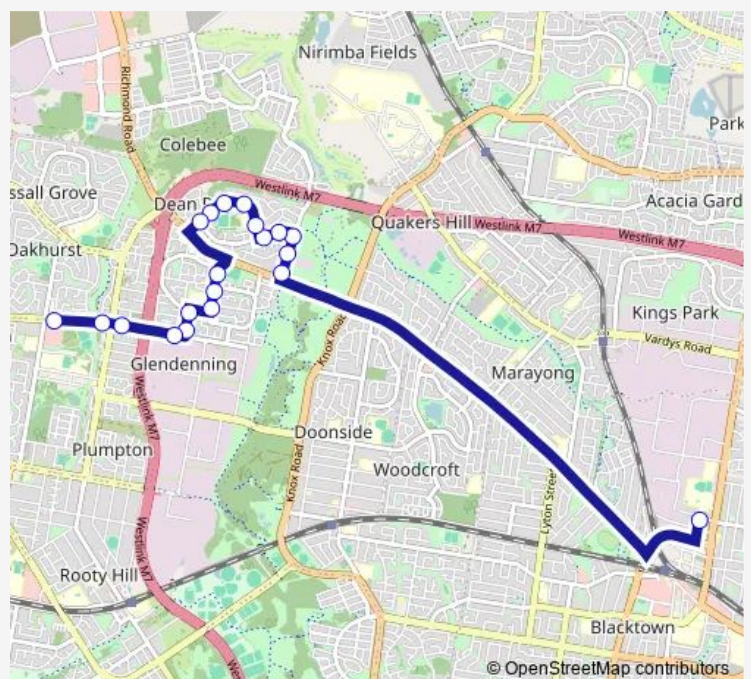 Nirimba Fields
Richmond Road
Park
Colebee
ssall Grove
Westlink M7
Dean P
Acacia Gard
Quakers Hill
Westlink M7
Westlink M7
Oakhurst
Kings Park
Knox Road
Vardys Road
Glendenning
Marayong
Westlink M7
Doonside
Plumpton
Woodcroft
Knox Road
Lyton Street
Westlink M7
Rooty Hill
Blacktown
We
© OpenStreetMap contributors